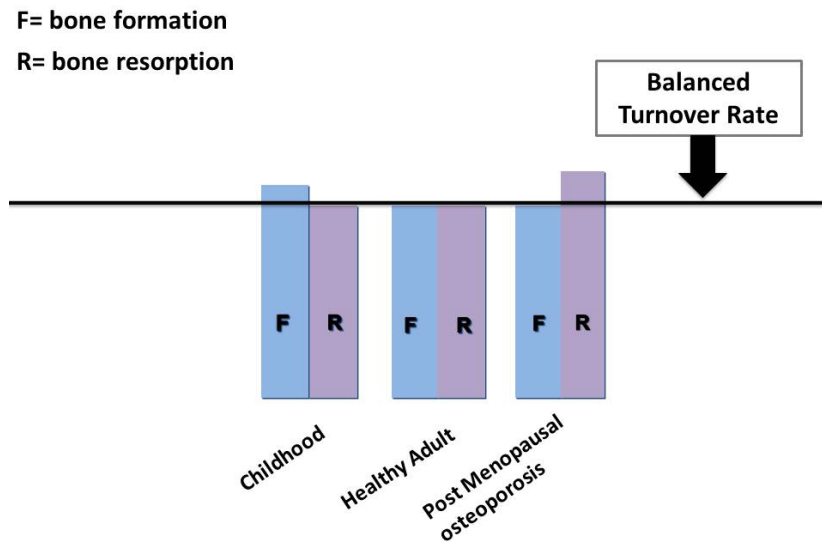 F= bone formation
R= bone resorption
Balanced
Turnover Rate
F
R
F
R
F
R
Childhood
Healthy Adult
Post Menopausal
osteoporosis